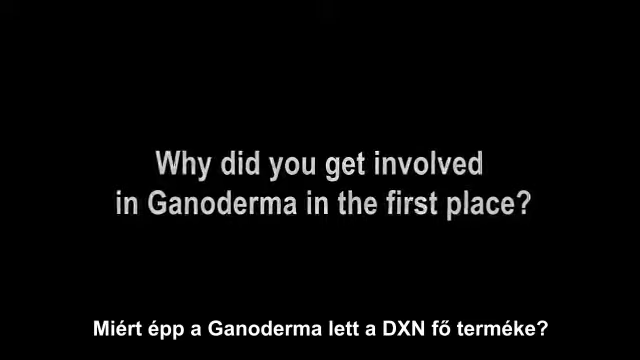 Why did you get involved
in Ganoderma in the first place?
Miért épp a Ganoderma lett a DXN fő terméke?